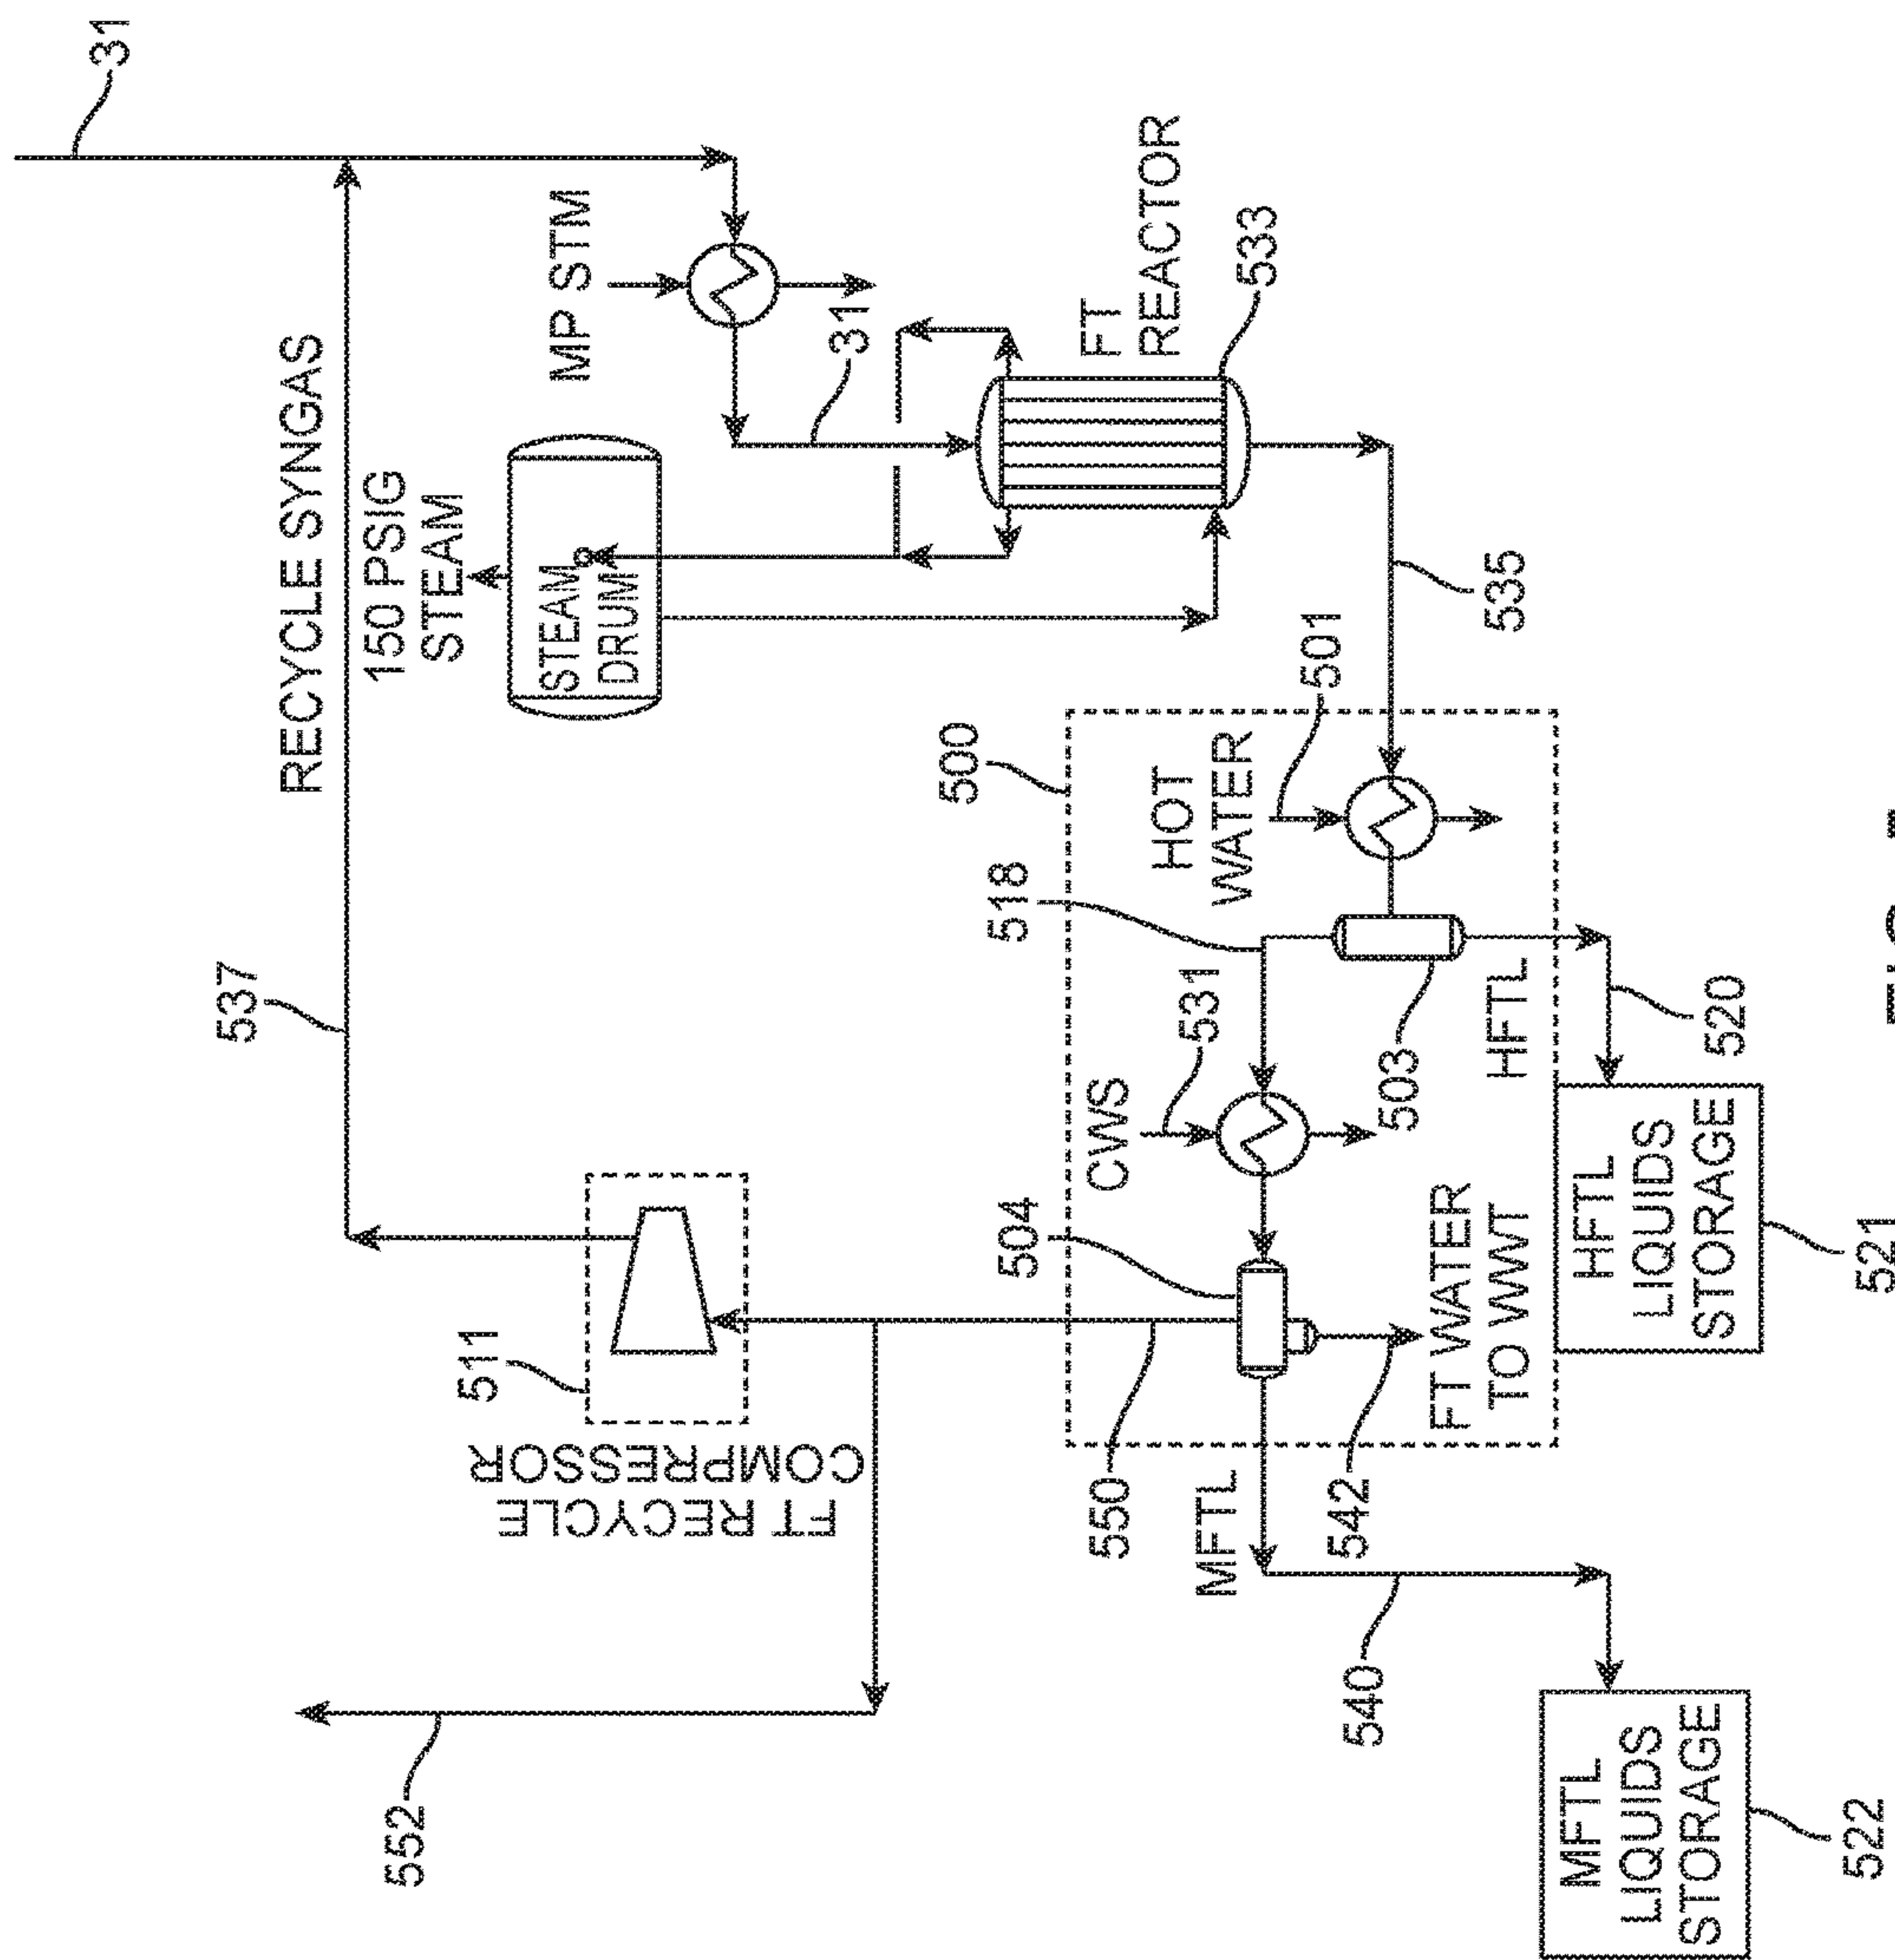 31
537
RECYCLE SYNGAS
552
150 PSIG
STEAM
511
FT RECYCLE
COMPRESSOR
MP STM
STEAM
DRUM
31
500
518
504
550
CWS
FT
REACTOR
HOT
WATER
531
MFTL
533
501
542
540
503
FT WATER
TO WWT
HFTL
535
MFTL
LIQUIDS
STORAGE
HFTL
LIQUIDS
STORAGE
520
522
521